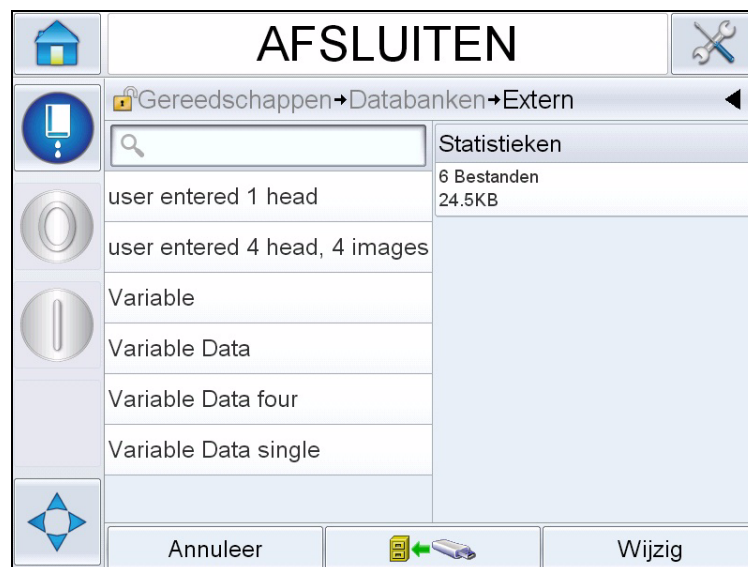 AFSLUITEN
Gereedschappen→Databanken→Extern
Statistieken
6 Bestanden
24.5KB
user entered 1 head
user entered 4 head, 4 images
Variable
Variable Data
Variable Data four
Variable Data single
Annuleer
Wijzig